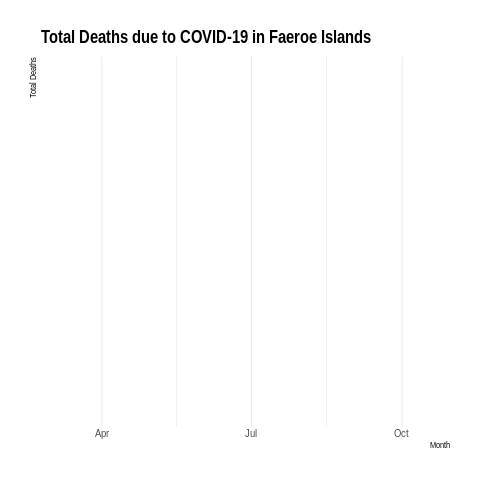 Total Deaths due to COVID-19 in Faeroe Islands
Total Deaths
Apr Jul Oct
Month